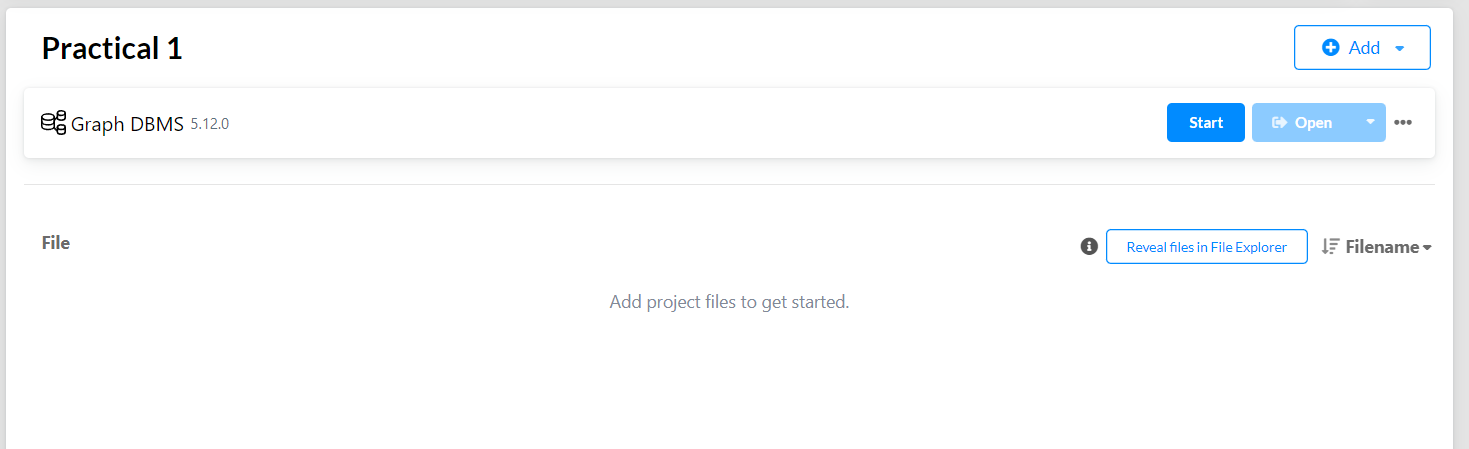 Practical 1
Add
Graph DBMS 5.12.0
Start
Open
File
Reveal files in File Explorer
Filename
Add project files to get started.